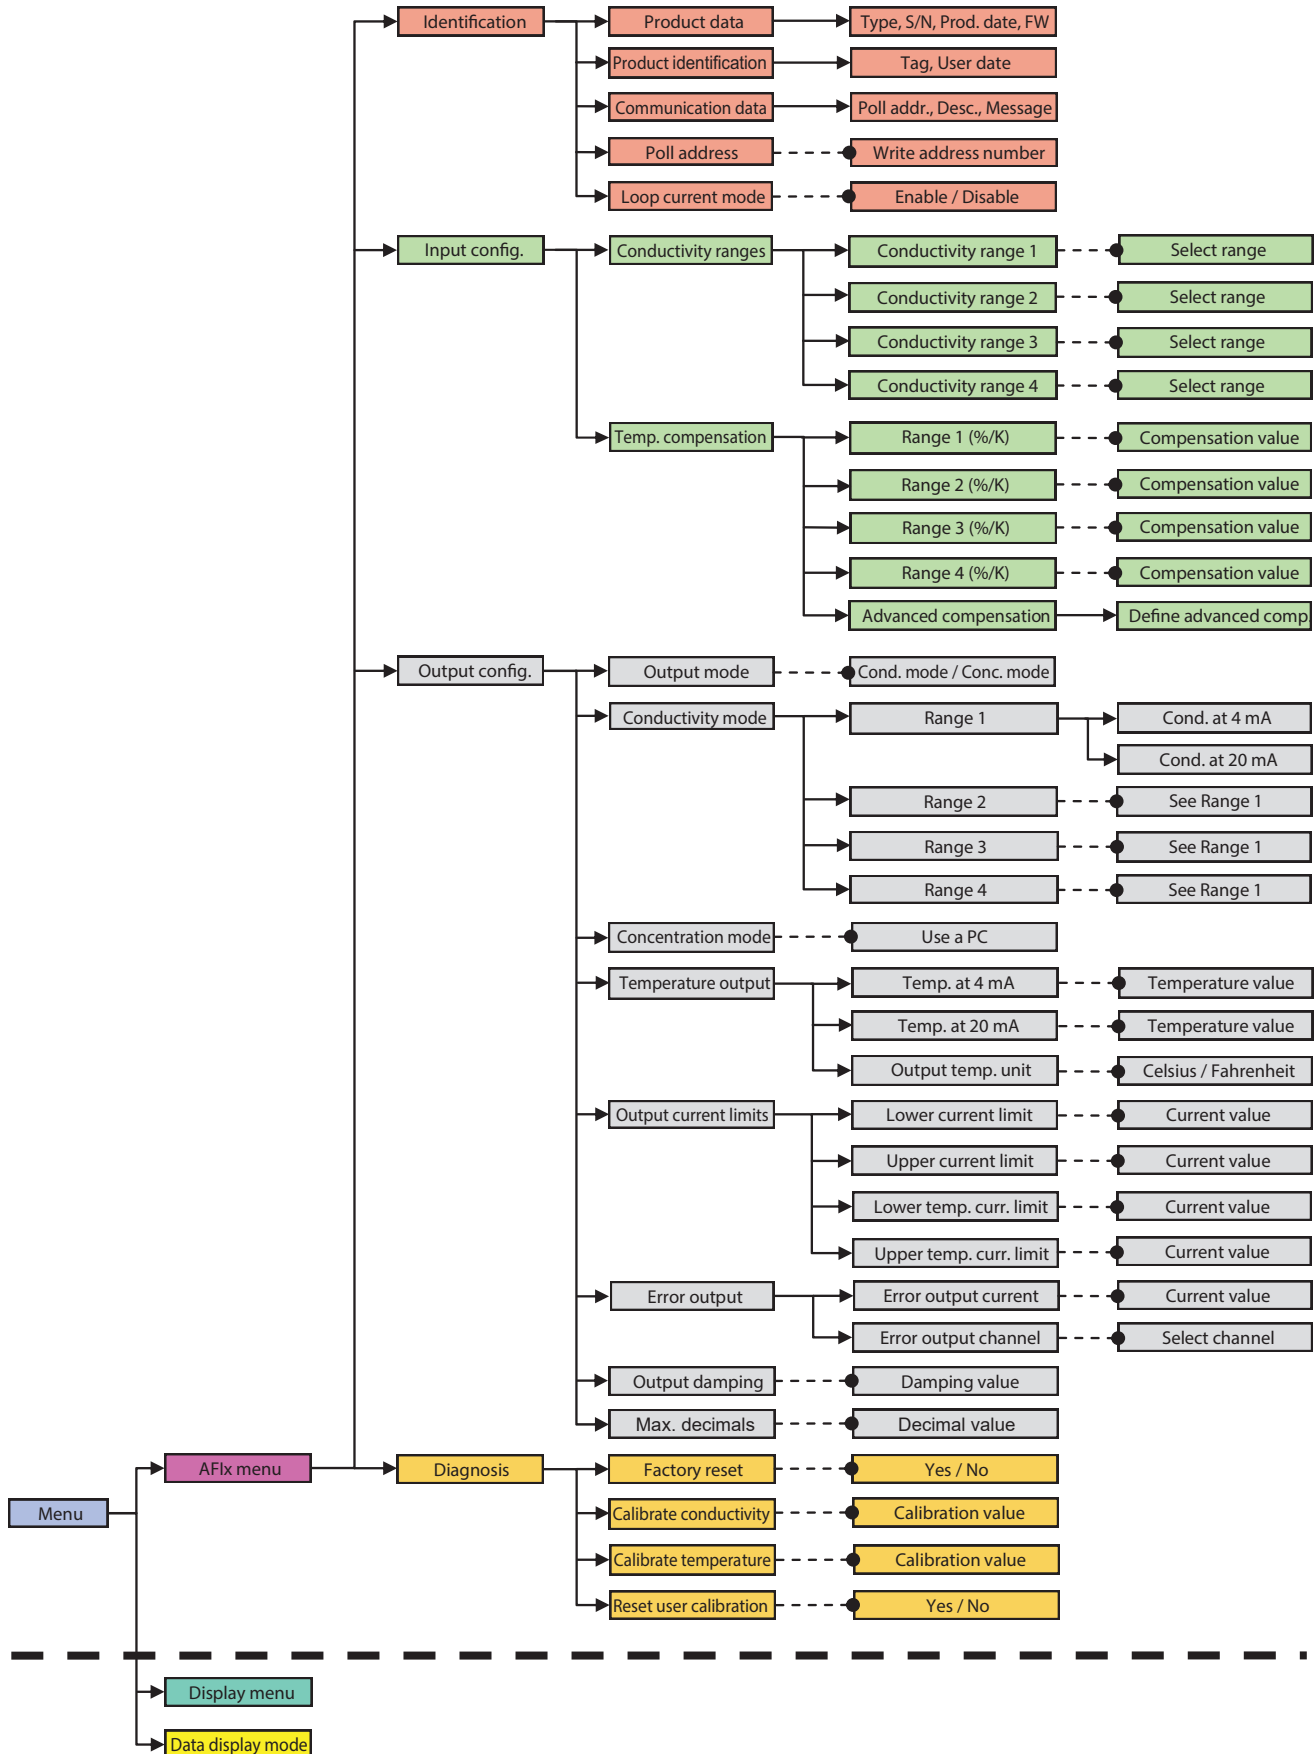 Identification Product data Type, S/N, Prod. date, FW
Product identification Tag, User date
Communication data Poll addr., Desc., Message
Poll address Write address number
Loop current mode Enable / Disable
Input config. Conductivity ranges Conductivity range 1 Select range
Conductivity range 2 Select range
Conductivity range 3 Select range
Conductivity range 4 Select range
Temp. compensation Range 1 (%/K) Compensation value
Range 2 (%/K) Compensation value
Range 3 (%/K) Compensation value
Range 4 (%/K) Compensation value
Advanced compensation Define advanced comp.
Output config. Output mode Cond. mode / Conc. mode
Conductivity mode Range 1 Cond. at 4 mA
Cond. at 20 mA
Range 2 See Range 1
Range 3 See Range 1
Range 4 See Range 1
Concentration mode Use a PC
Temperature output Temp. at 4 mA Temperature value
Temp. at 20 mA Temperature value
Output temp. unit Celsius / Fahrenheit
Output current limits Lower current limit Current value
Upper current limit Current value
Lower temp. curr. limit Current value
Upper temp. curr. limit Current value
Error output Error output current Current value
Error output channel Select channel
Output damping Damping value
Max. decimals Decimal value
AFIx menu Diagnosis Factory reset Yes / No
Menu Calibrate conductivity Calibration value
Calibrate temperature Calibration value
Reset user calibration Yes / No
Display menu
Data display mode